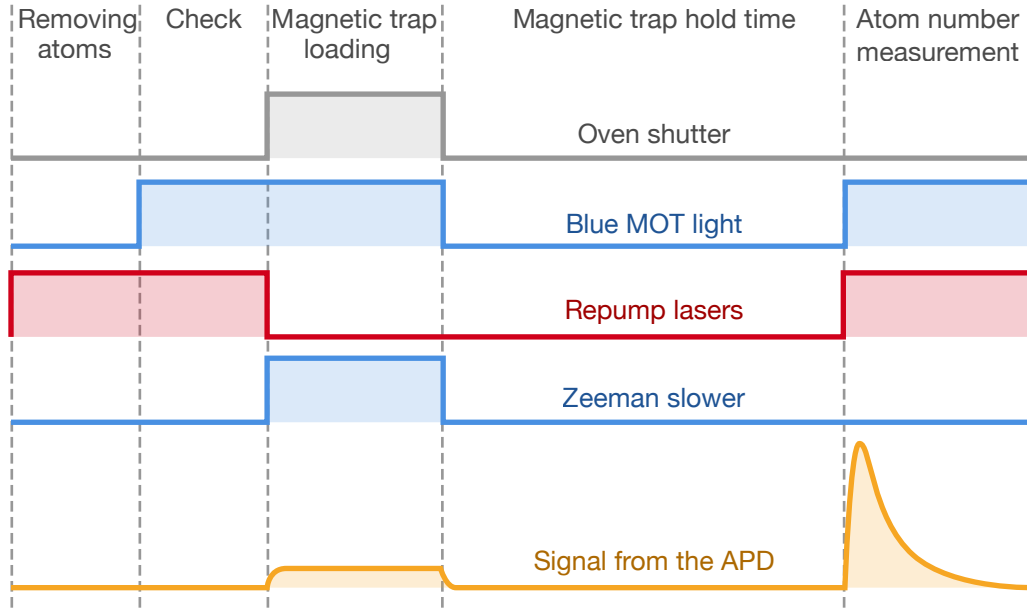 Removing
atoms
Check
Magnetic trap
loading
Magnetic trap hold time
Atom number
measurement
Oven shutter
Blue MOT light
Repump lasers
Zeeman slower
Signal from the APD